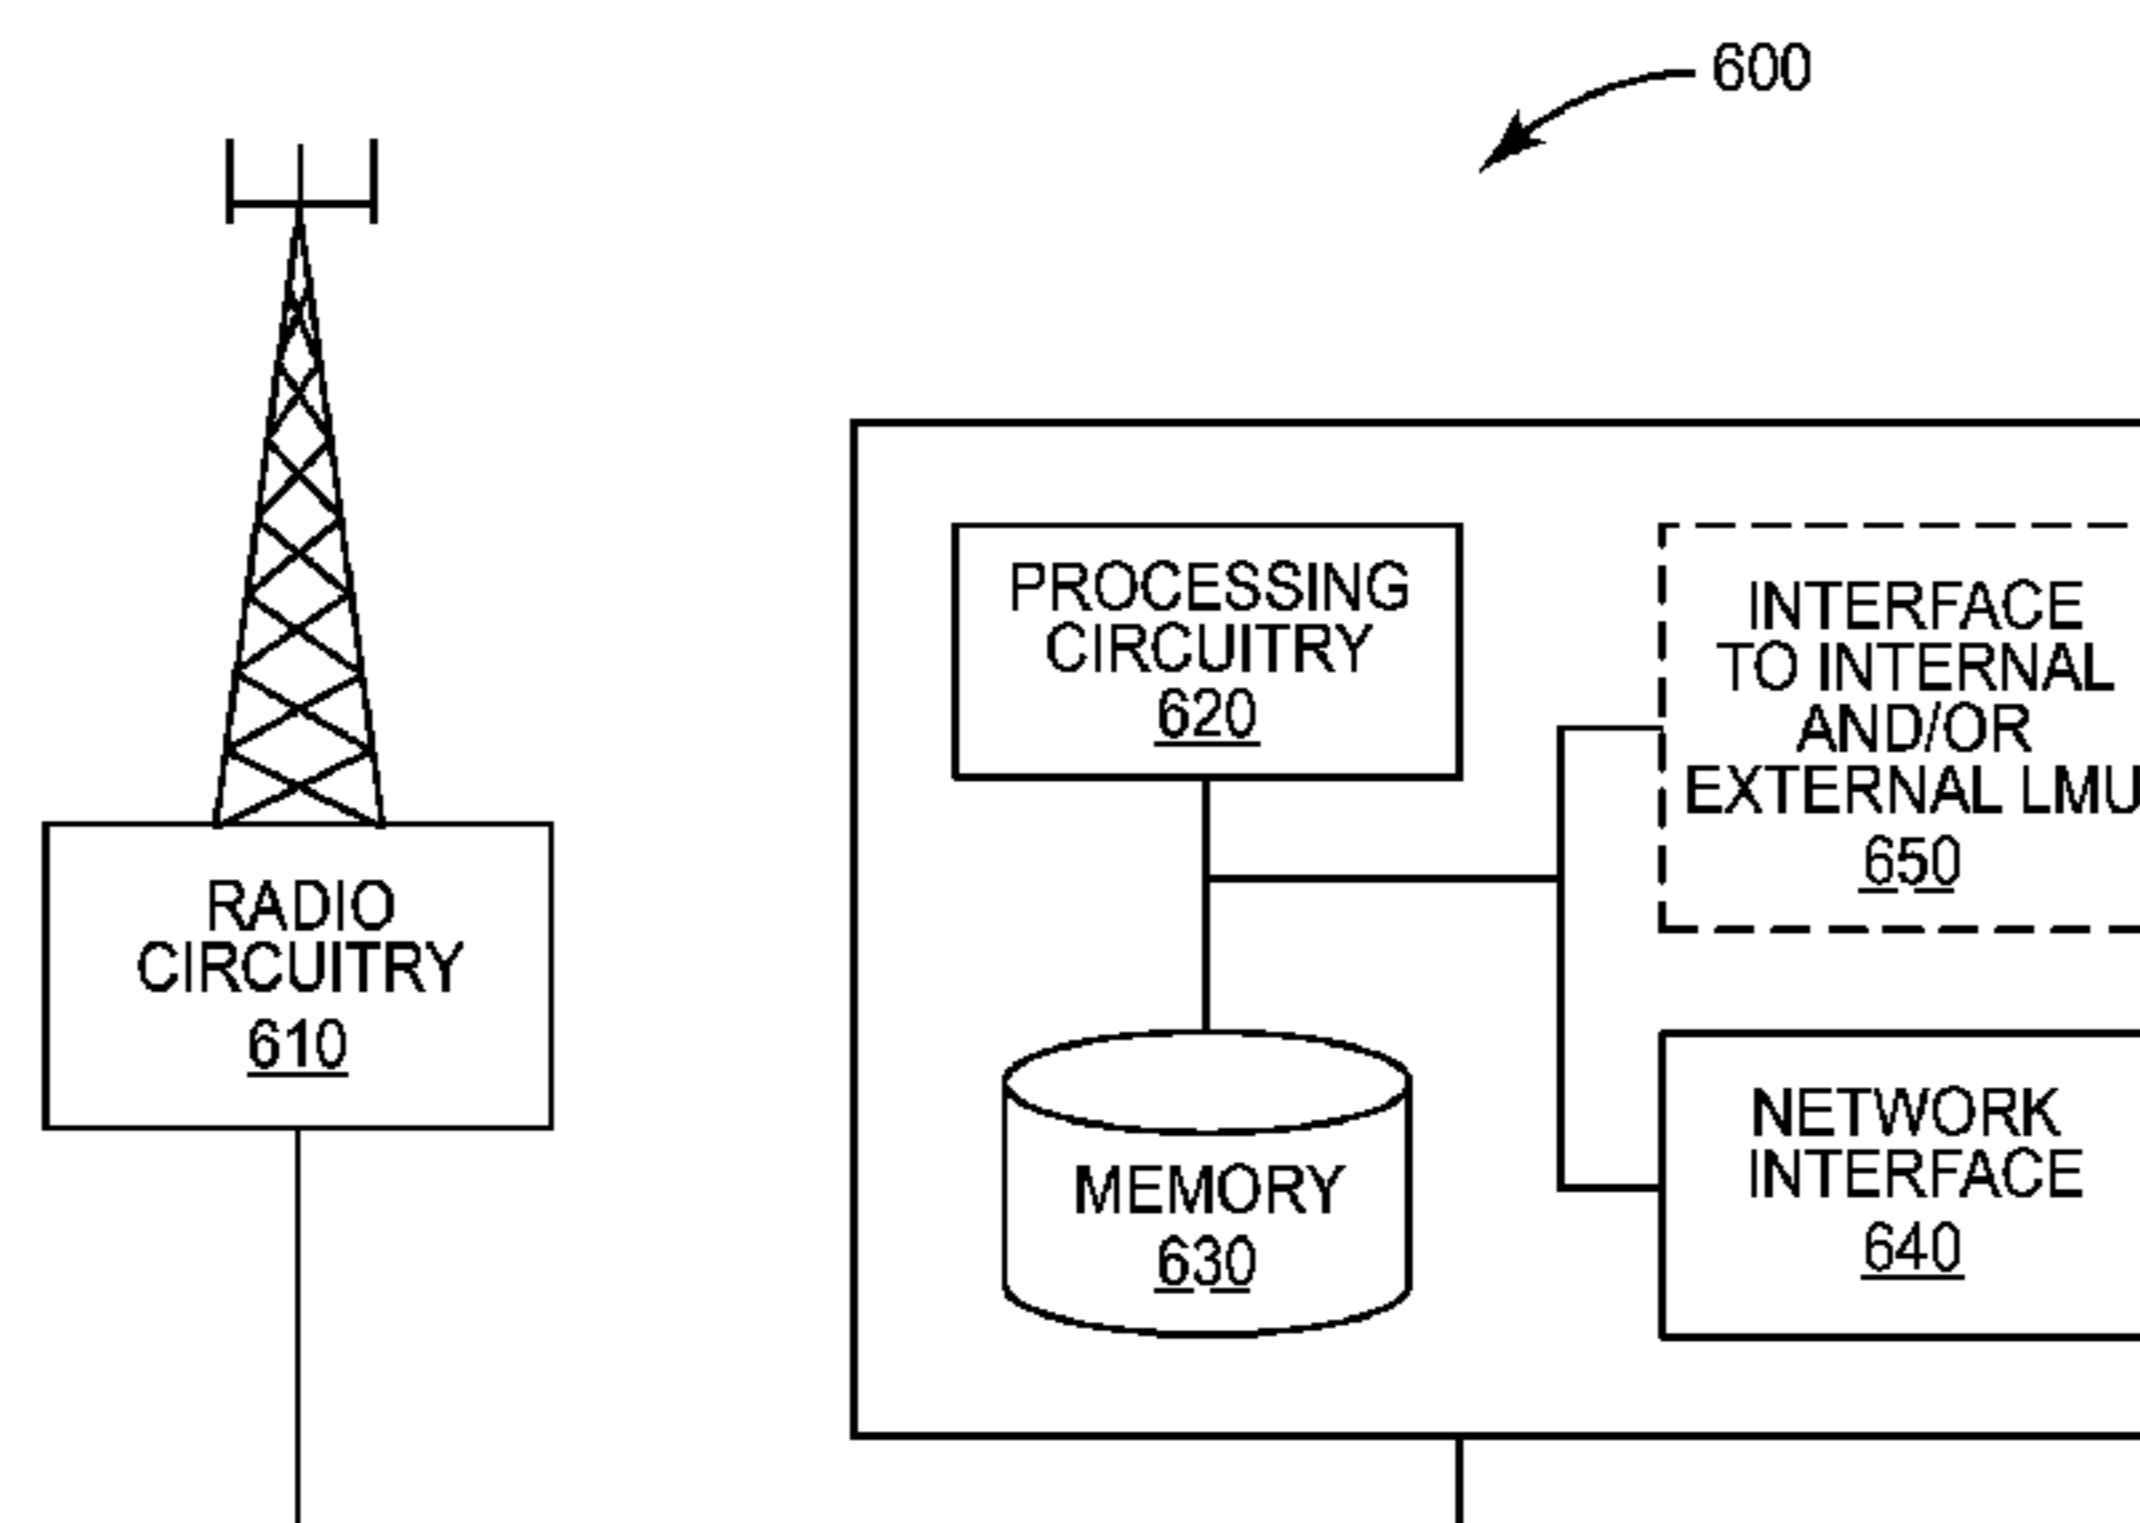 600
PROCESSING
CIRCUITRY
620
INTERFACE
TO INTERNAL
AND/OR
EXTERNAL LMU
650
RADIO
CIRCUITRY
610
MEMORY
630
NETWORK
INTERFACE
640